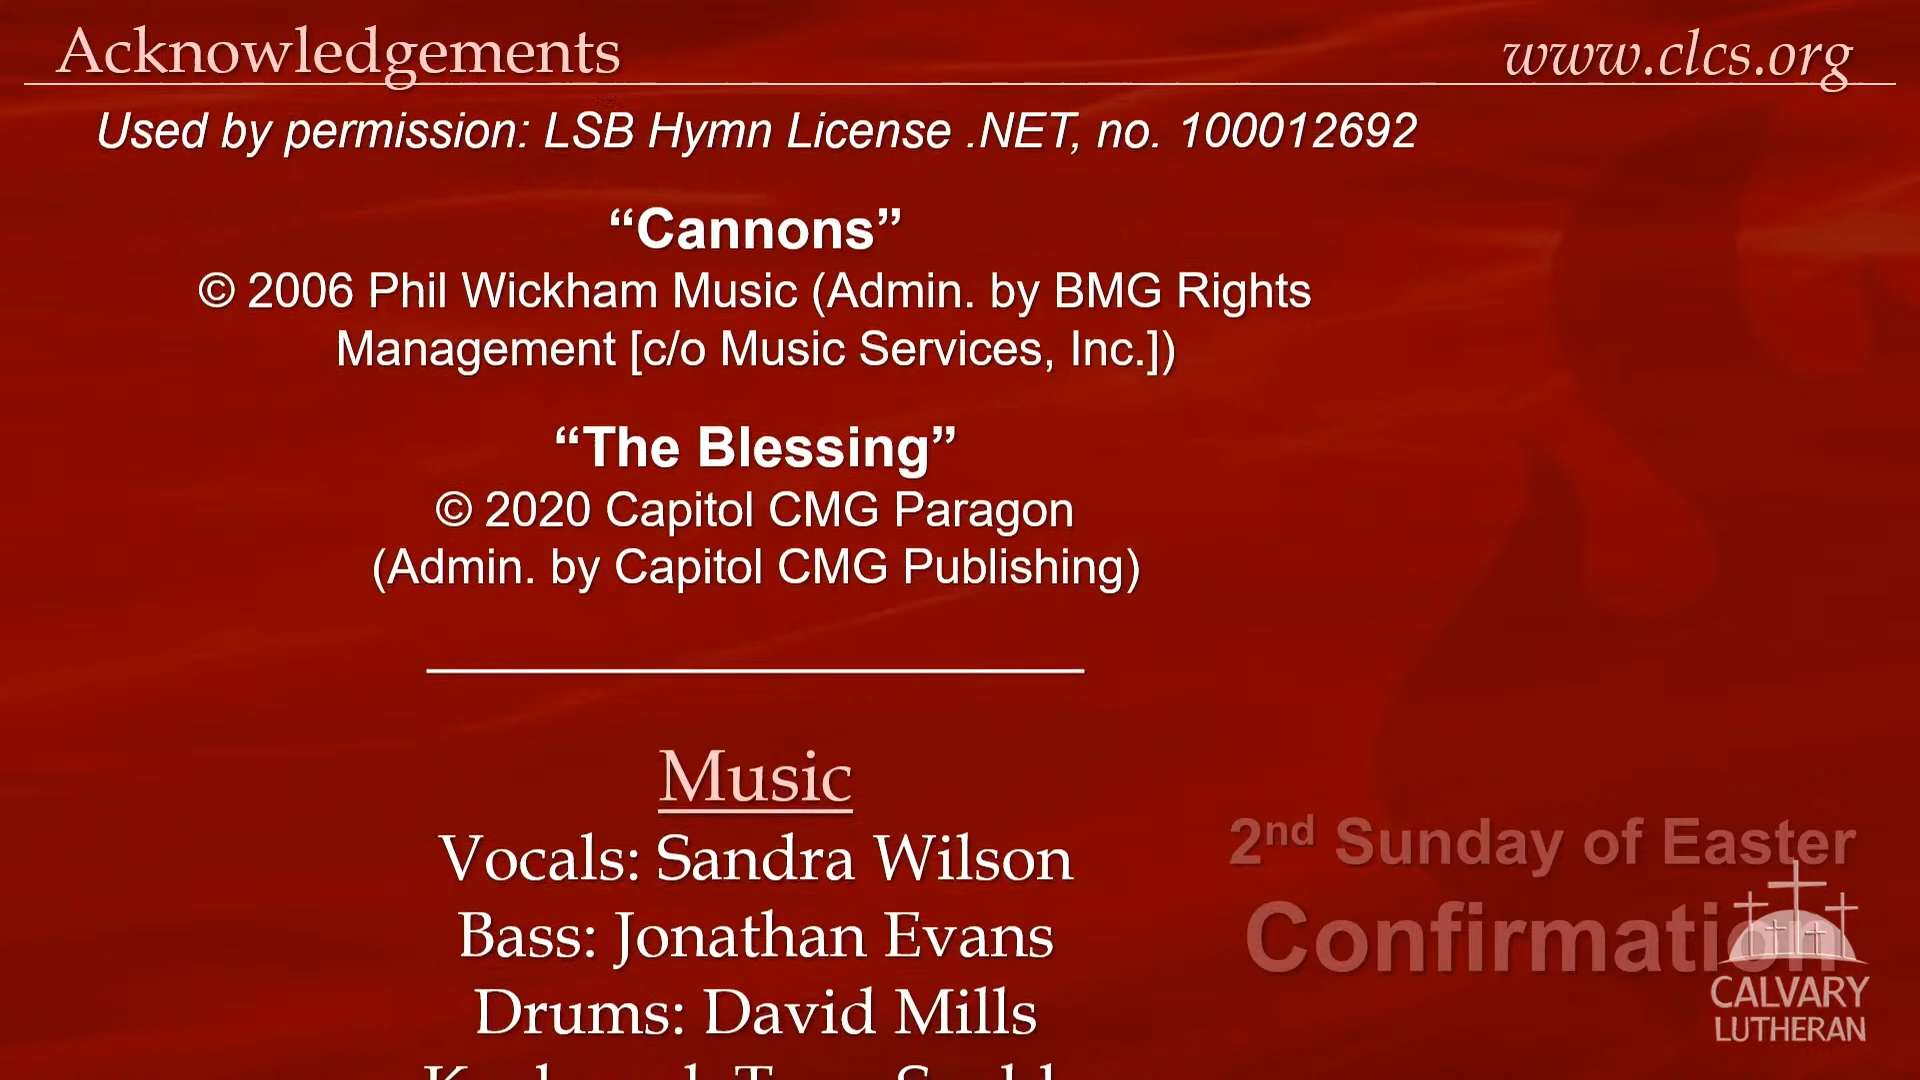 Acknowledgements
www.clcs.org
Used by permission: LSB Hymn License .NET, no. 100012692
“Cannons”
© 2006 Phil Wickham Music (Admin. by BMG Rights
Management [c/o Music Services, Inc.])
“The Blessing”
© 2020 Capitol CMG Paragon
(Admin. by Capitol CMG Publishing)
Music
Vocals: Sandra Wilson
Bass: Jonathan Evans
Drums: David Mills
2nd Sunday of Easter
Confirmation
CALVARY
LUTHERAN